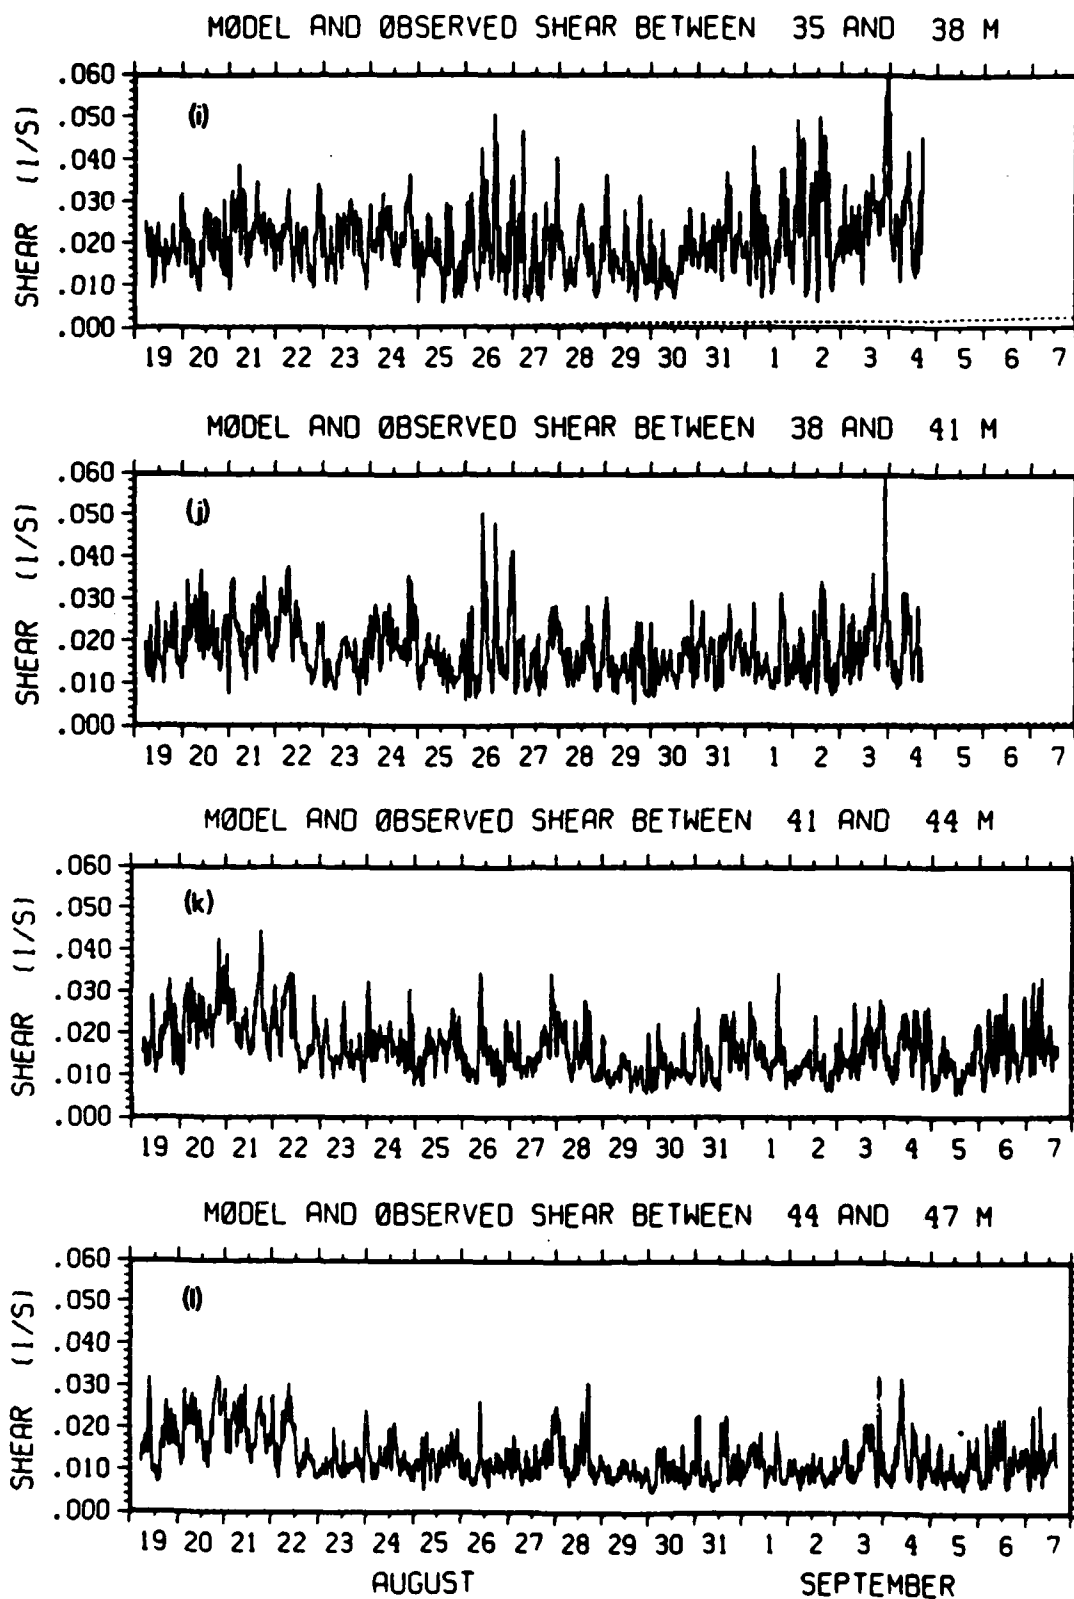 MØDEL AND ØBSERVED SHEAR BETWEEN 35 AND 38 M
(i)
SHEAR (1/S)
.060
.050
.040
.030
.020
.010
.000
19 20 21 22 23 24 25 26 27 28 29 30 31 1 2 3 4 5 6 7
MØDEL AND ØBSERVED SHEAR BETWEEN 38 AND 41 M
(j)
SHEAR (1/S)
.060
.050
.040
.030
.020
.010
.000
19 20 21 22 23 24 25 26 27 28 29 30 31 1 2 3 4 5 6 7
MØDEL AND ØBSERVED SHEAR BETWEEN 41 AND 44 M
(k)
SHEAR (1/S)
.060
.050
.040
.030
.020
.010
.000
19 20 21 22 23 24 25 26 27 28 29 30 31 1 2 3 4 5 6 7
MØDEL AND ØBSERVED SHEAR BETWEEN 44 AND 47 M
(l)
SHEAR (1/S)
.060
.050
.040
.030
.020
.010
.000
19 20 21 22 23 24 25 26 27 28 29 30 31 1 2 3 4 5 6 7
AUGUST SEPTEMBER